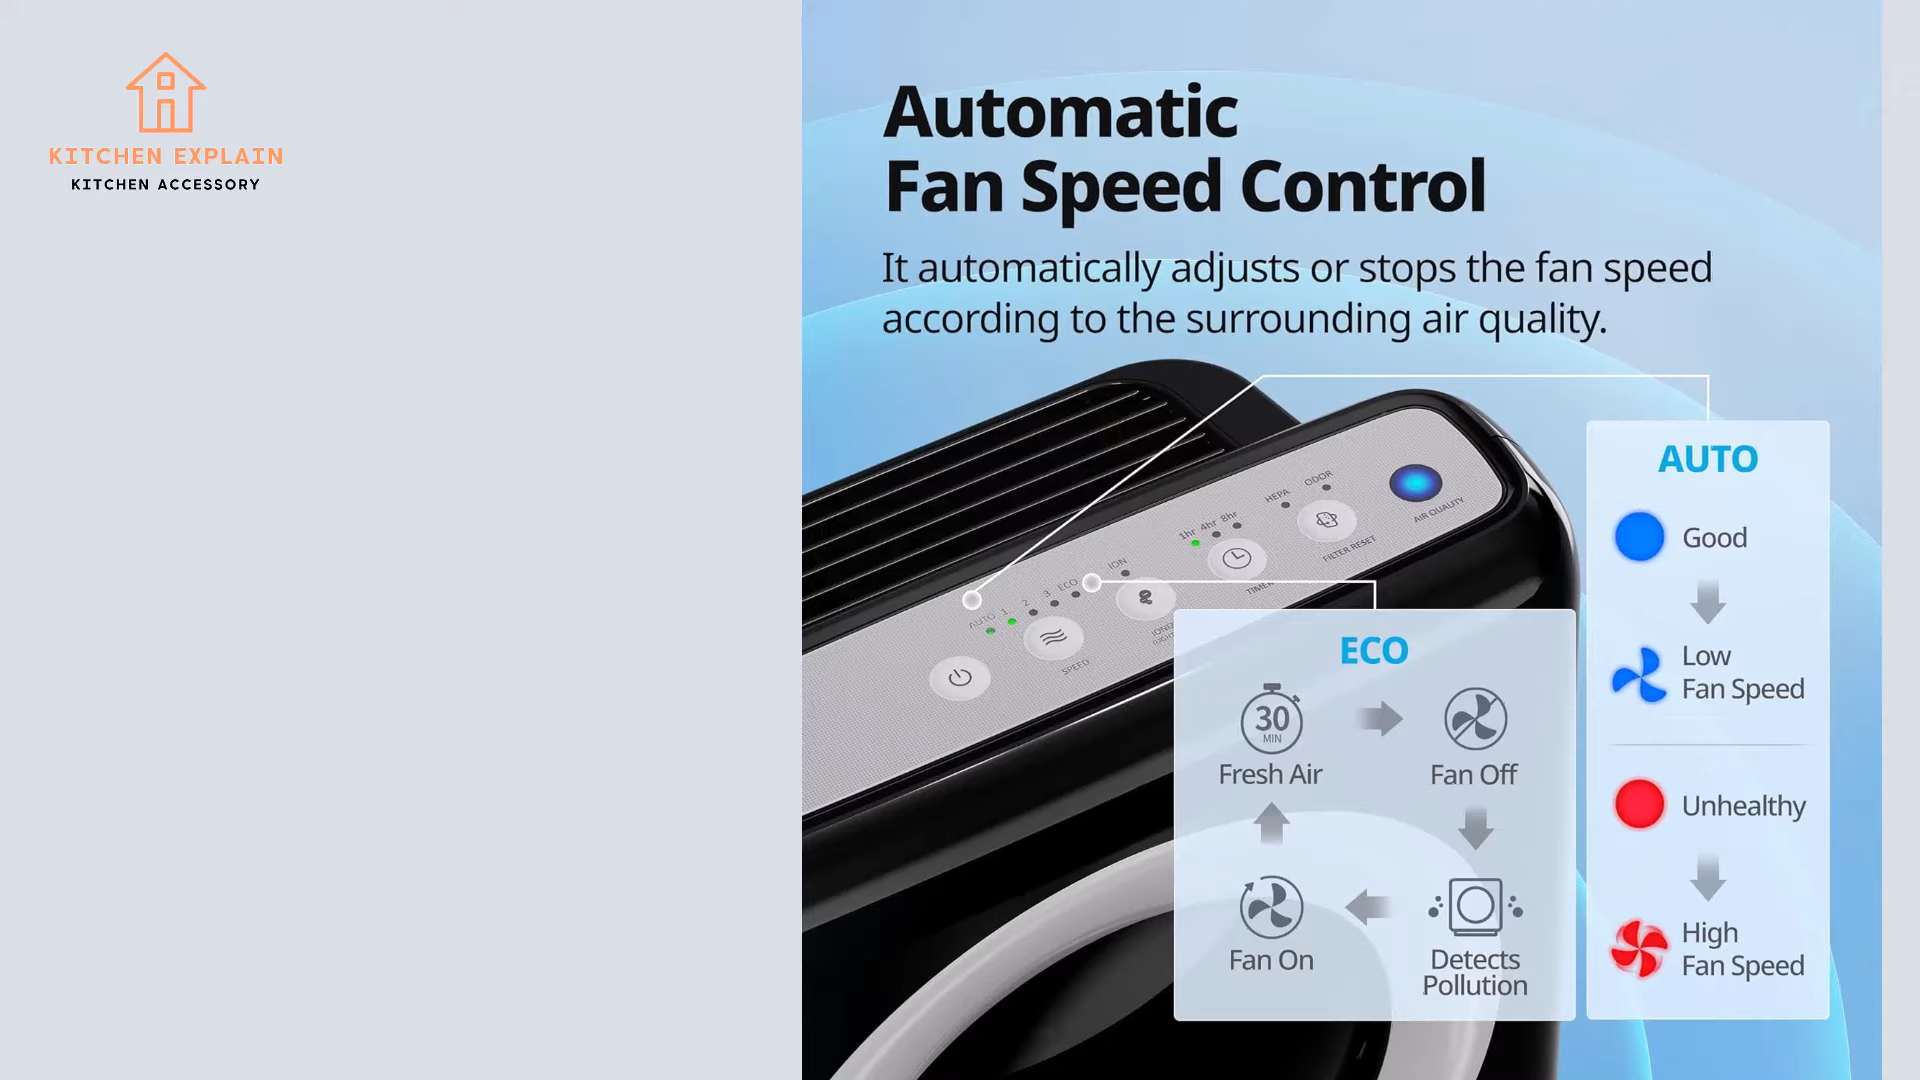 KITCHEN EXPLAIN
KITCHEN ACCESSORY
Automatic
Fan Speed Control
It automatically adjusts or stops the fan speed
according to the surrounding air quality.
AUTO 1 2 3 ECO
ION
1hr 4hr 8hr
HEPA ODOR
SPEED
TIMER
FILTER RESET
AIR QUALITY
ECO
30
MIN
Fresh Air
Fan Off
Fan On
Detects
Pollution
AUTO
Good
Low
Fan Speed
Unhealthy
High
Fan Speed